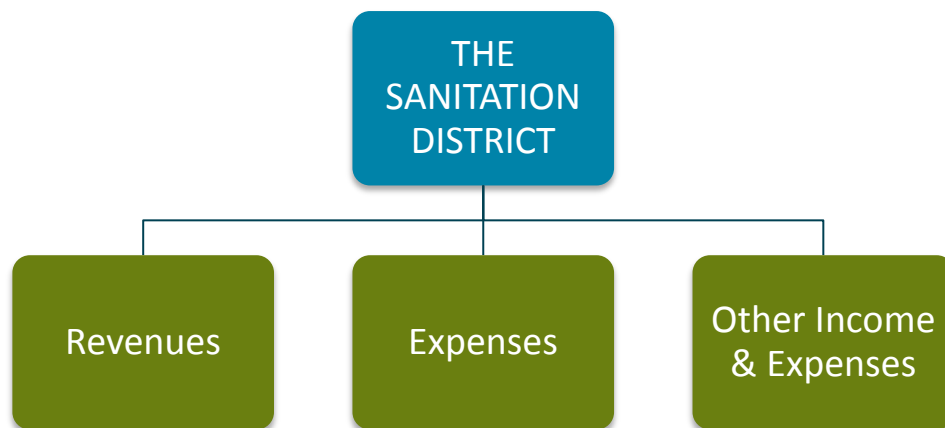 THE
SANITATION
DISTRICT
Revenues
Expenses
Other Income
& Expenses